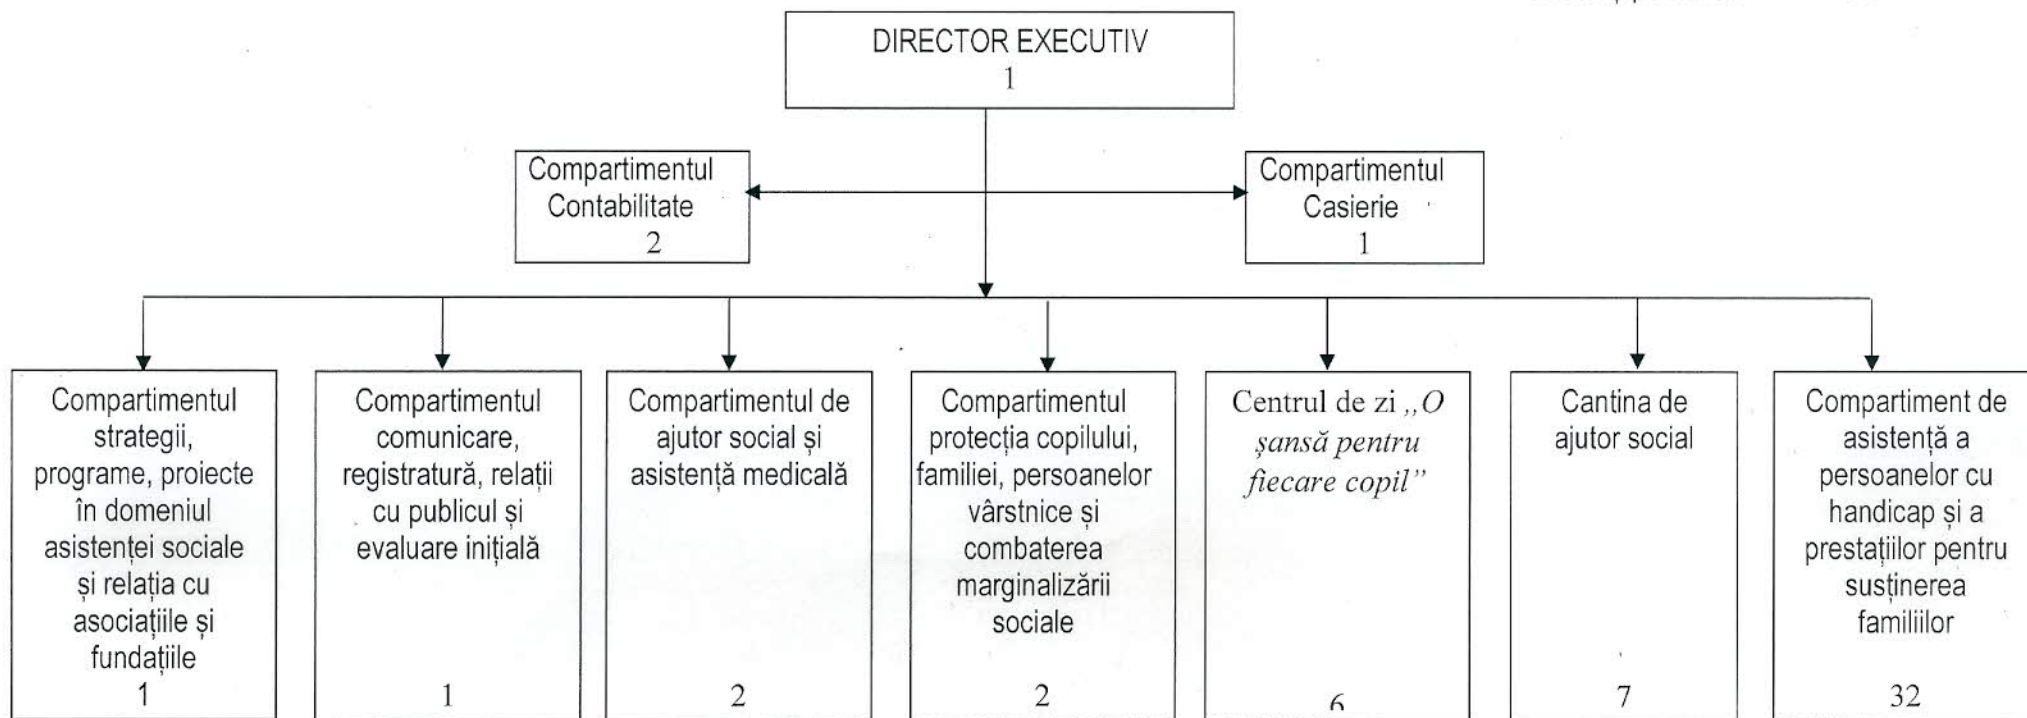 DIRECTOR EXECUTIV
1
Compartimentul
Contabilitate
2
Compartimentul
Casierie
1
Compartimentul
strategii,
programe, proiecte
în domeniul
asistenței sociale
și relația cu
asociațiile și
fundațiile
1
Compartimentul
comunicare,
registratură, relații
cu publicul și
evaluare inițială
1
Compartimentul de
ajutor social și
asistență medicală
2
Compartimentul
protecția copilului,
familiei, persoanelor
vârstnice și
combaterea
marginalizării
sociale
2
Centrul de zi „O
șansă pentru
fiecare copil”
6
Cantina de
ajutor social
7
Compartiment de
asistență a
persoanelor cu
handicap și a
prestațiilor pentru
susținerea
familiilor
32